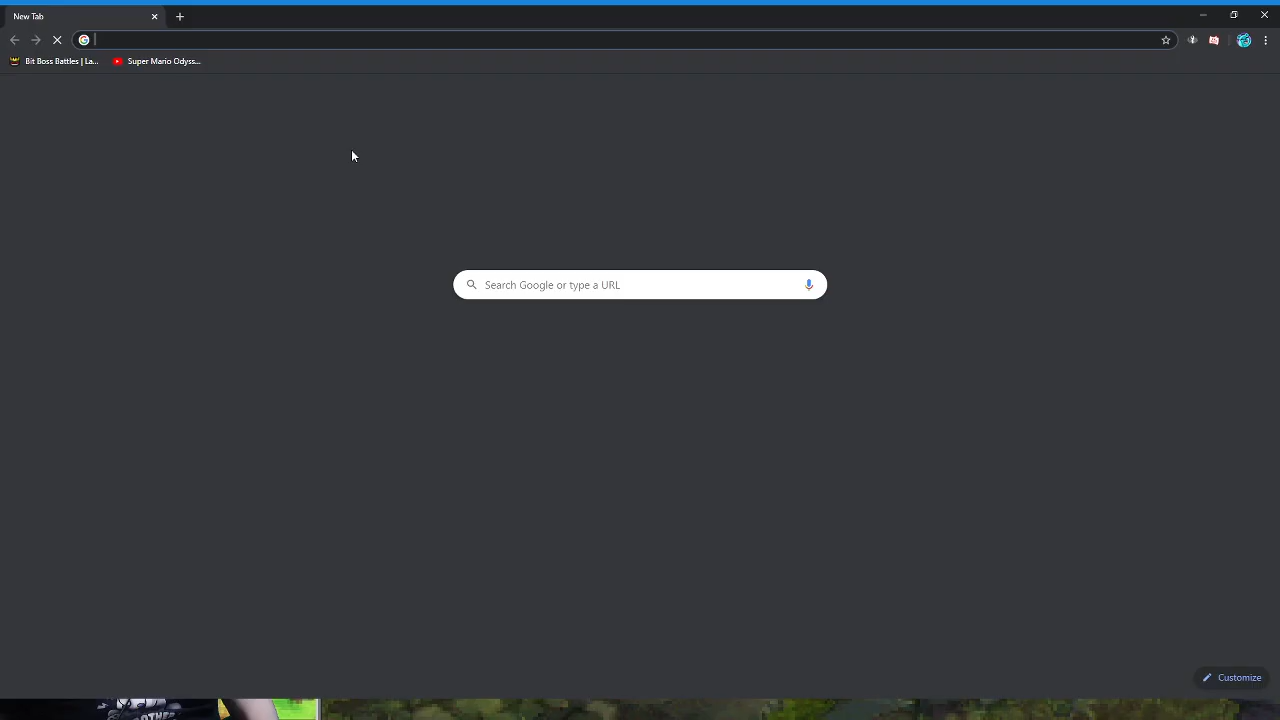 New Tab
Bit Boss Battles | La...
Super Mario Odyss...
Search Google or type a URL
Customize